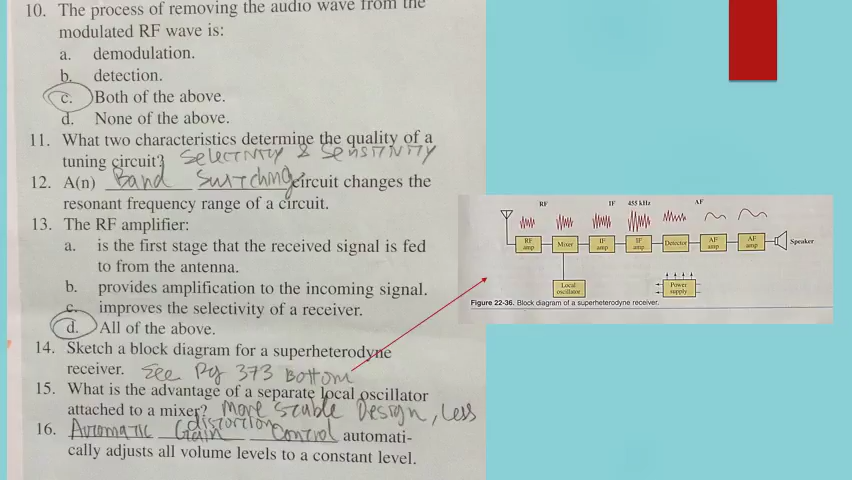 10. The process of removing the audio wave from the
modulated RF wave is:
a. demodulation.
b. detection.
c. Both of the above.
d. None of the above.
11. What two characteristics determine the quality of a
tuning circuit? Selectivity & Sensitivity
12. A(n) Band Switching circuit changes the
resonant frequency range of a circuit.
13. The RF amplifier:
a. is the first stage that the received signal is fed
to from the antenna.
b. provides amplification to the incoming signal.
c. improves the selectivity of a receiver.
d. All of the above.
14. Sketch a block diagram for a superheterodyne
receiver. See Pg 373 Bottom
15. What is the advantage of a separate local oscillator
attached to a mixer? More stable Design, Less
distortion
16. Automatic Gain Control automati-
cally adjusts all volume levels to a constant level.
RF IF 455 kHz AF
RF amp Mixer IF amp IF amp Detector AF amp AF amp Speaker
Local oscillator Power supply
Figure 22-36. Block diagram of a superheterodyne receiver.